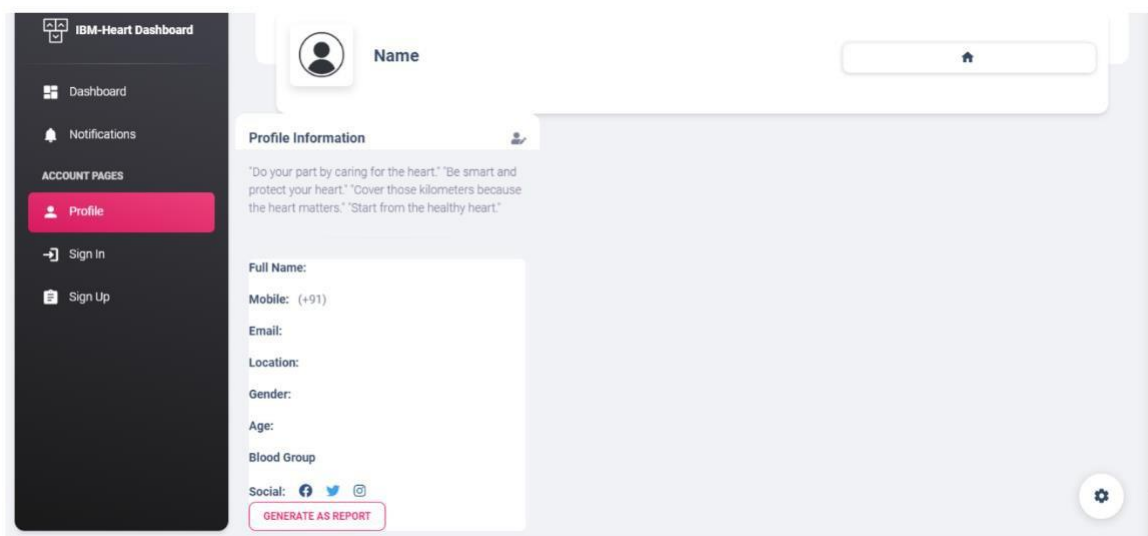 IBM-Heart Dashboard
Dashboard
Notifications
ACCOUNT PAGES
Profile
Sign In
Sign Up
Name
Profile Information
"Do your part by caring for the heart." "Be smart and
protect your heart." "Cover those kilometers because
the heart matters." "Start from the healthy heart."
Full Name:
Mobile: (+91)
Email:
Location:
Gender:
Age:
Blood Group
Social:
GENERATE AS REPORT